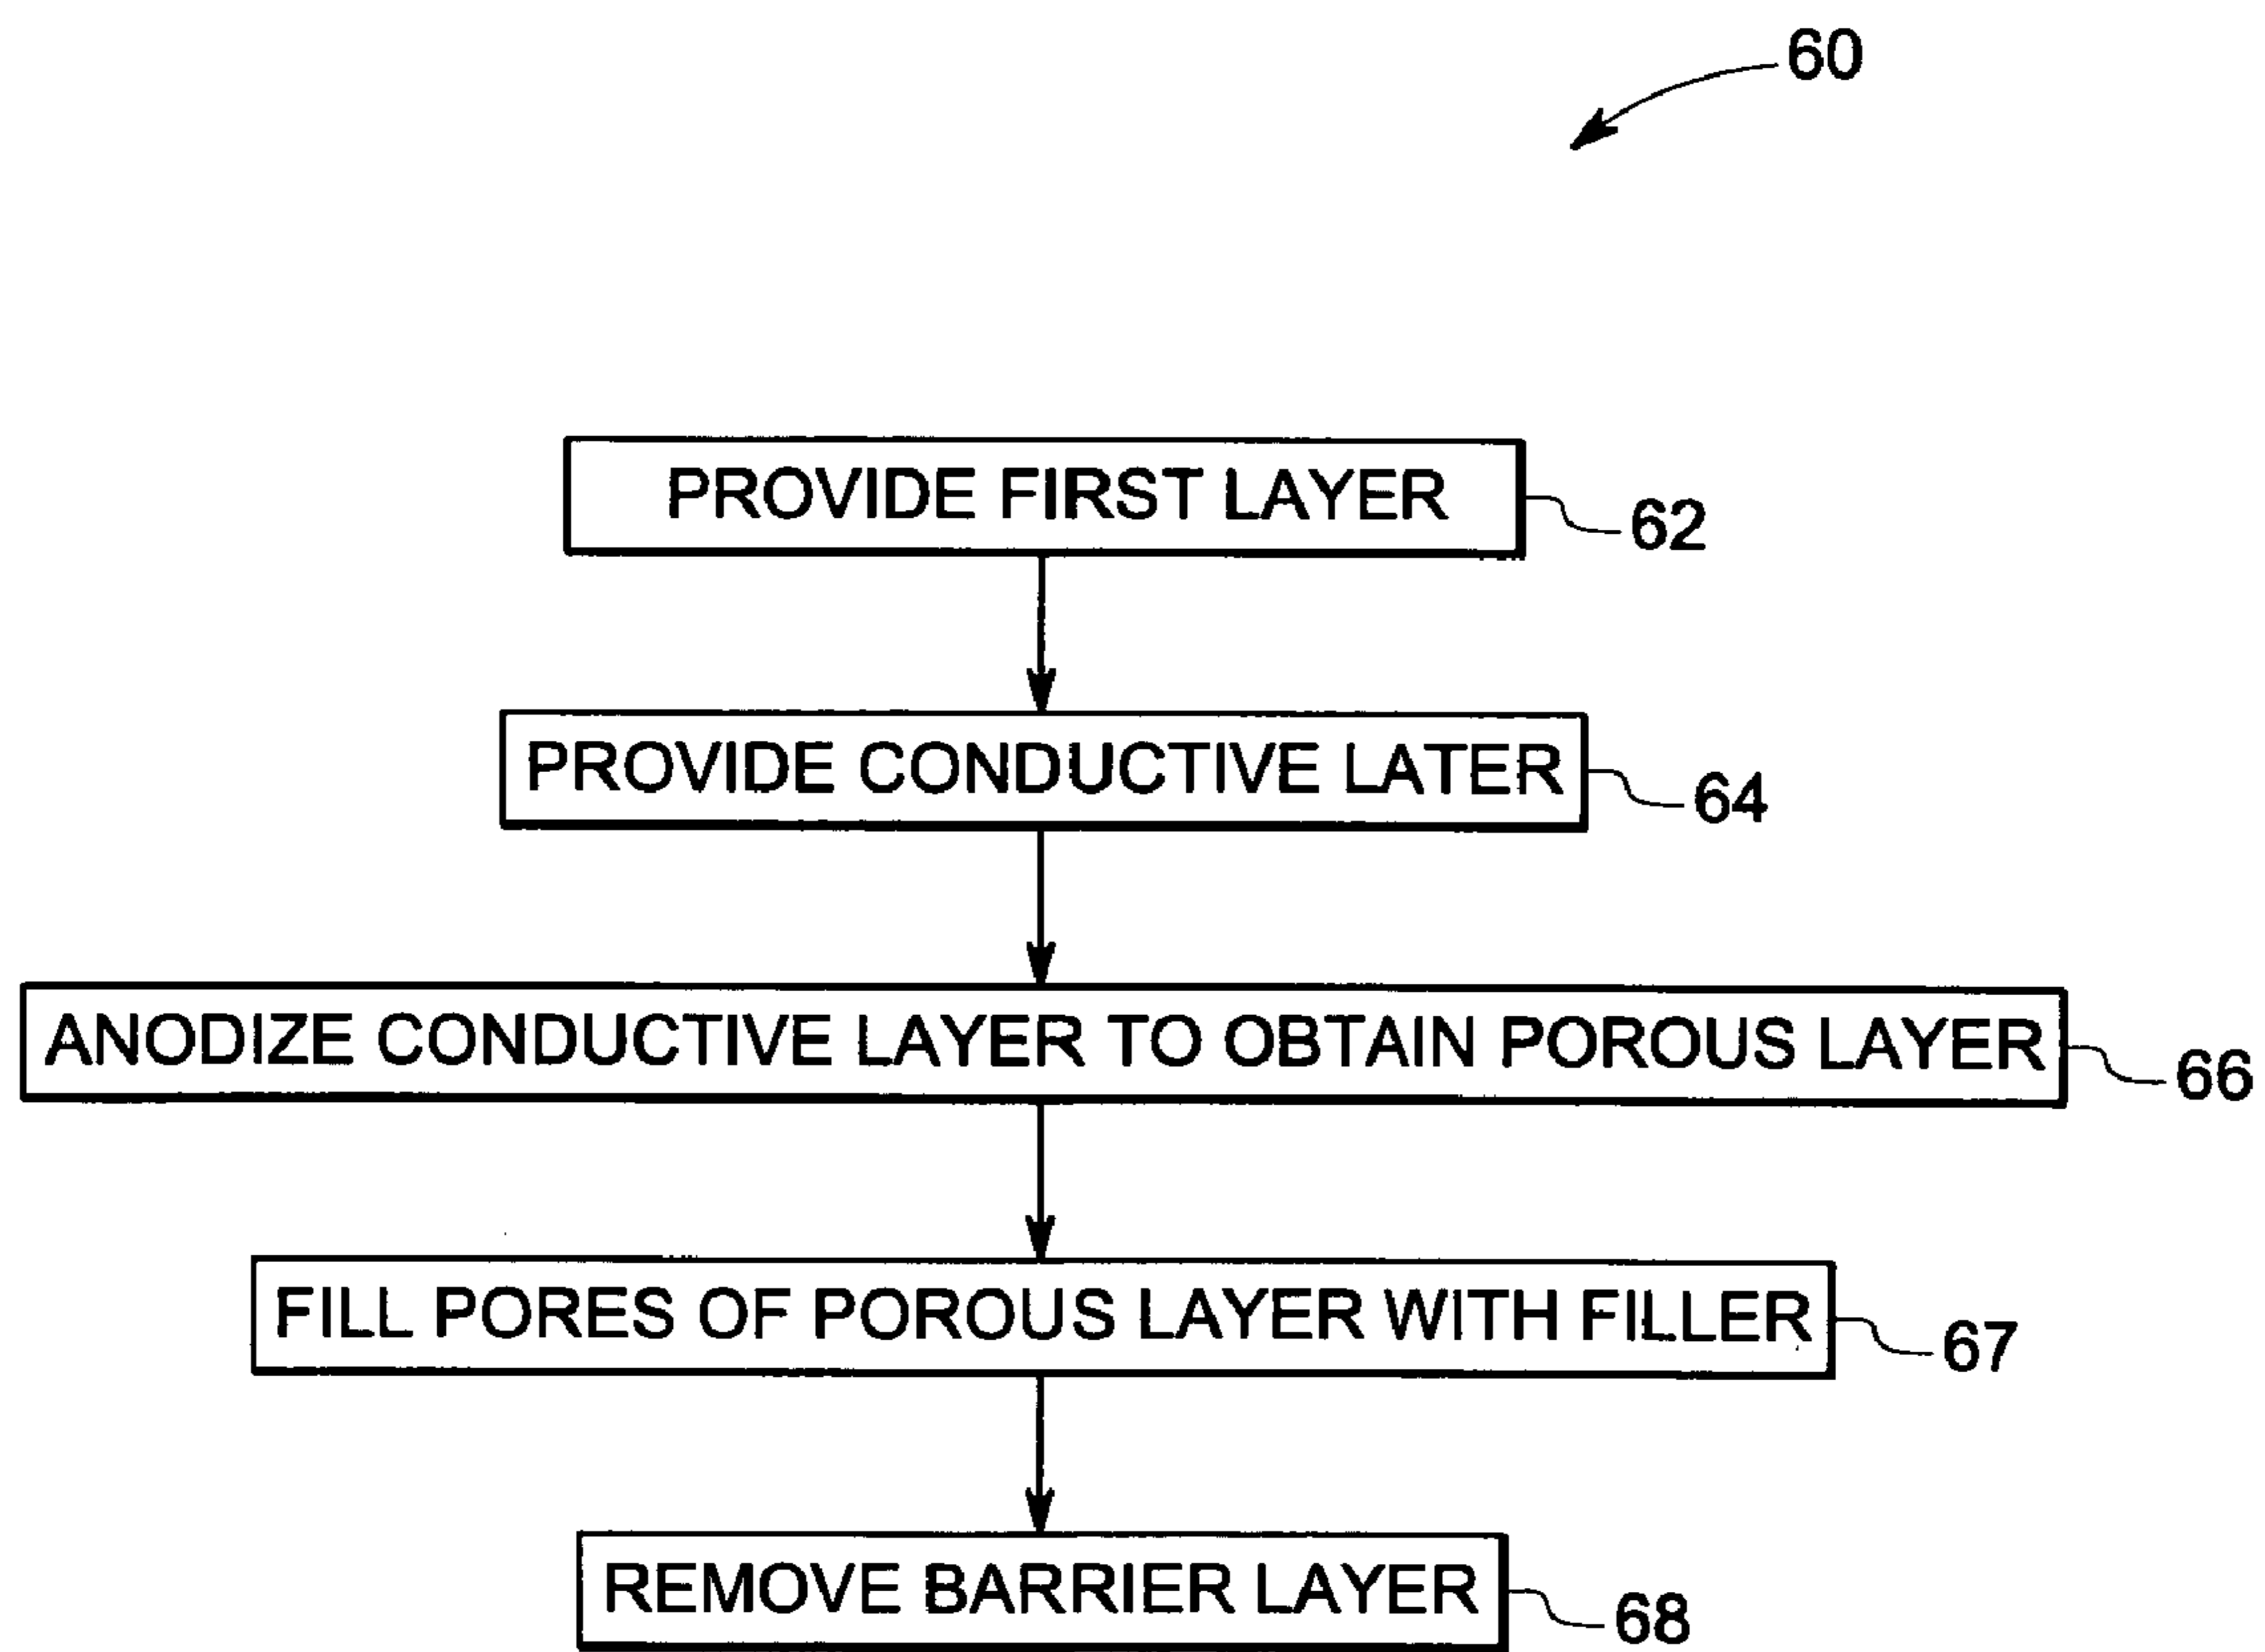 60
PROVIDE FIRST LAYER
62
PROVIDE CONDUCTIVE LATER
64
ANODIZE CONDUCTIVE LAYER TO OBTAIN POROUS LAYER
66
FILL PORES OF POROUS LAYER WITH FILLER
67
REMOVE BARRIER LAYER
68